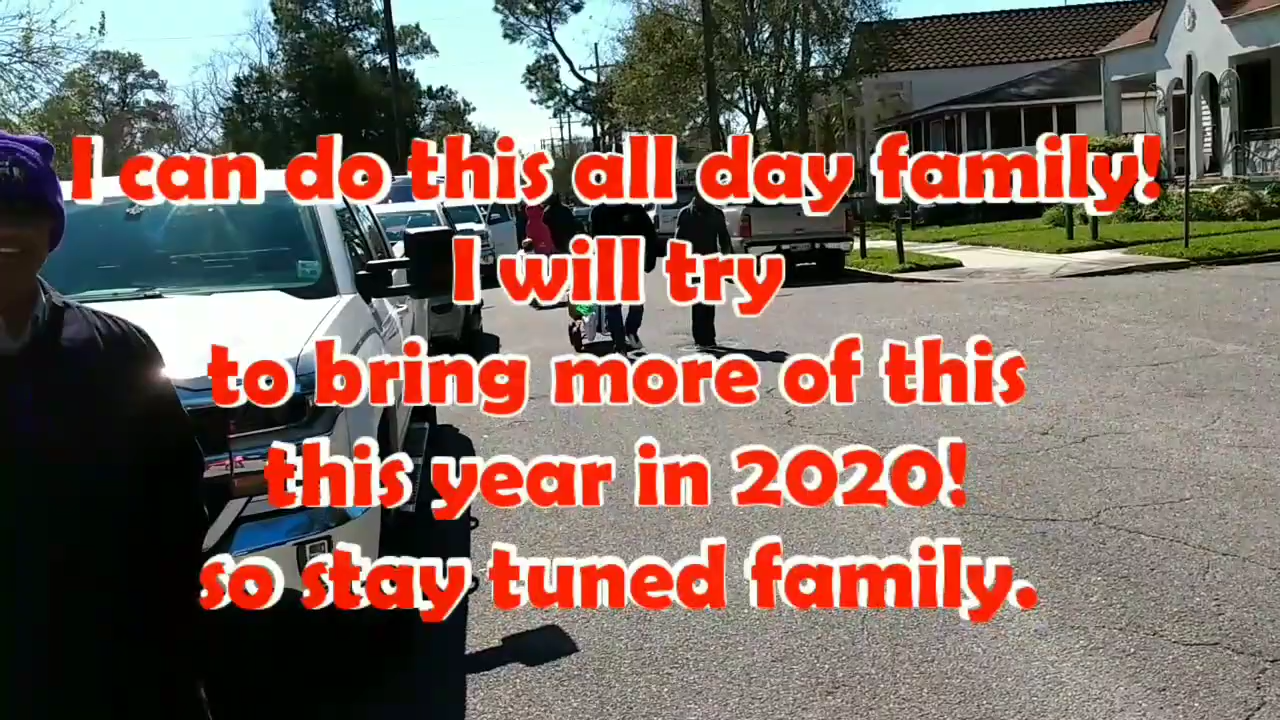 I can do this all day family!
I will try
to bring more of this
this year in 2020!
so stay tuned family.